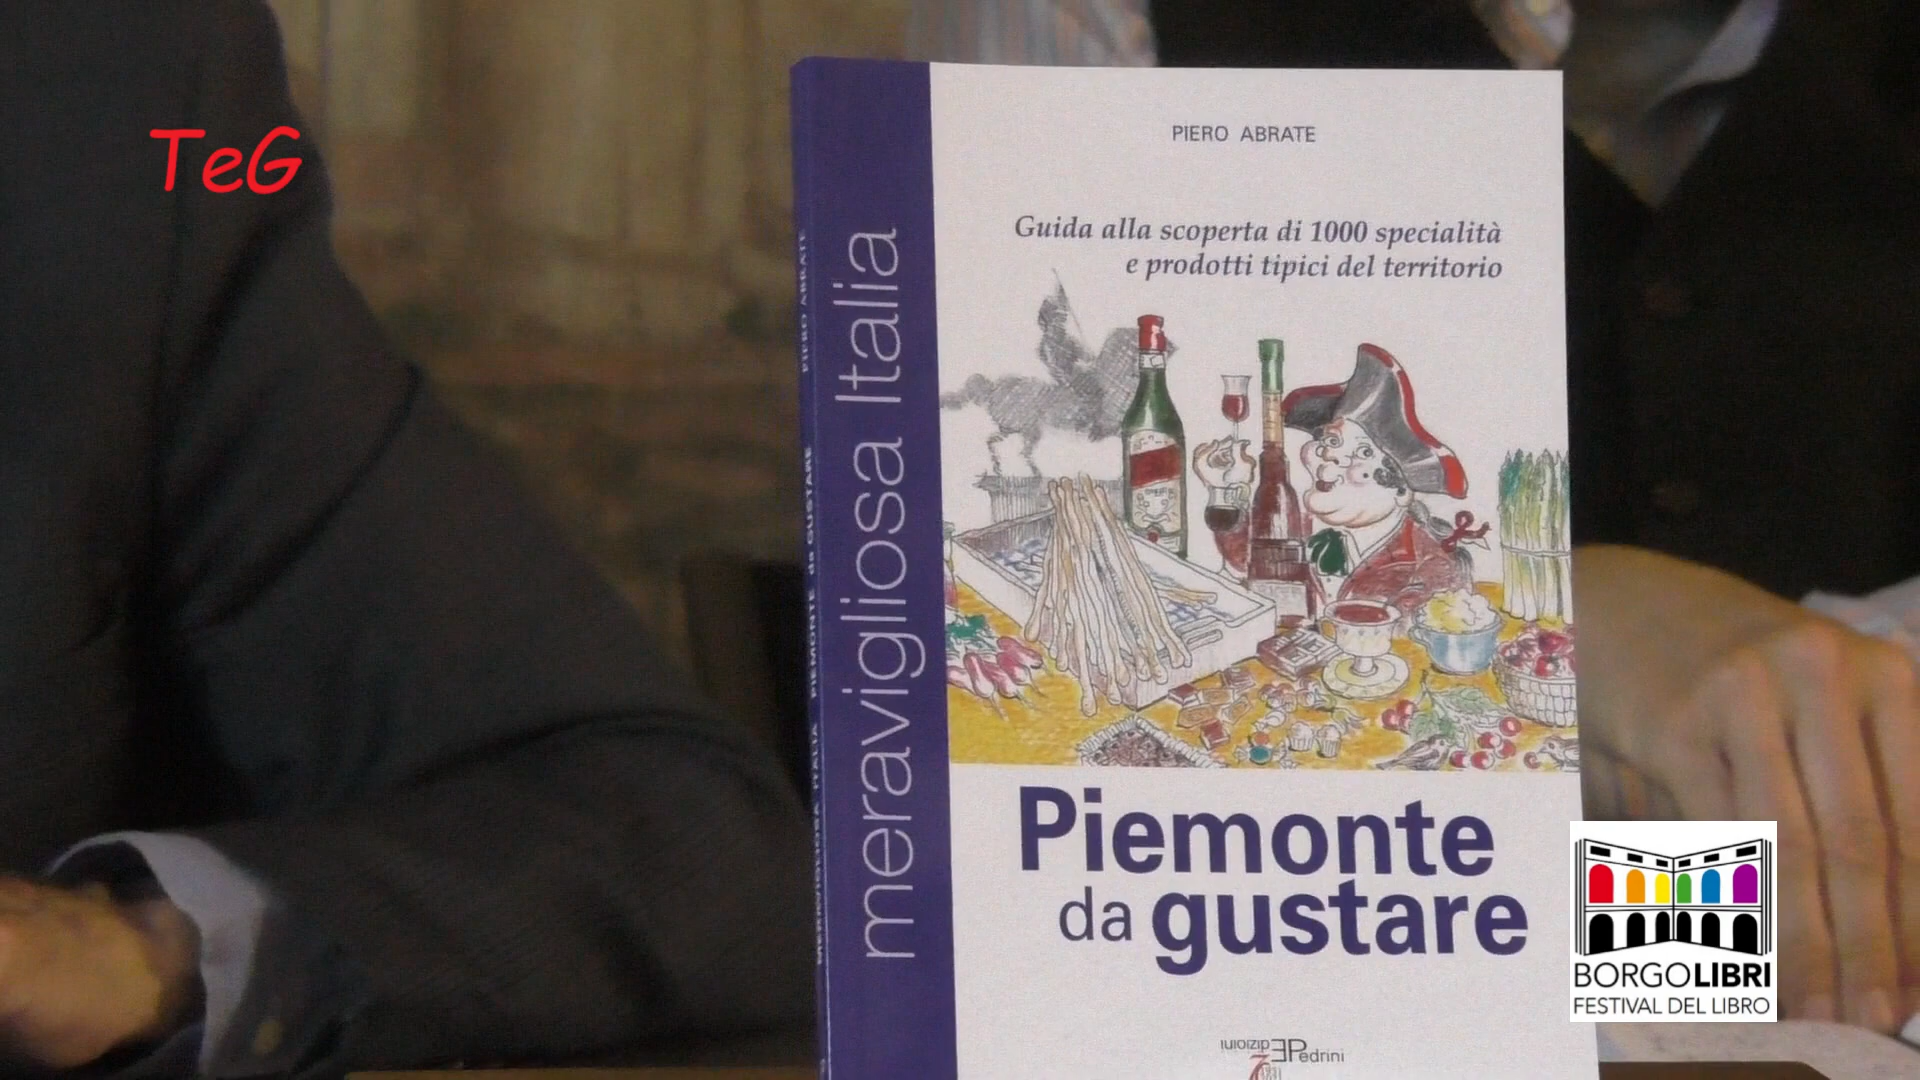 TeG
PIERO ABRATE
Guida alla scoperta di 1000 specialità
e prodotti tipici del territorio
meravigliosa Italia
PIERO ABRATE
PIEMONTE da GUSTARE
MERAVIGLIOSA ITALIA
Piemonte
da gustare
Edizioni
Pedrini
BORGOLIBRI
FESTIVAL DEL LIBRO